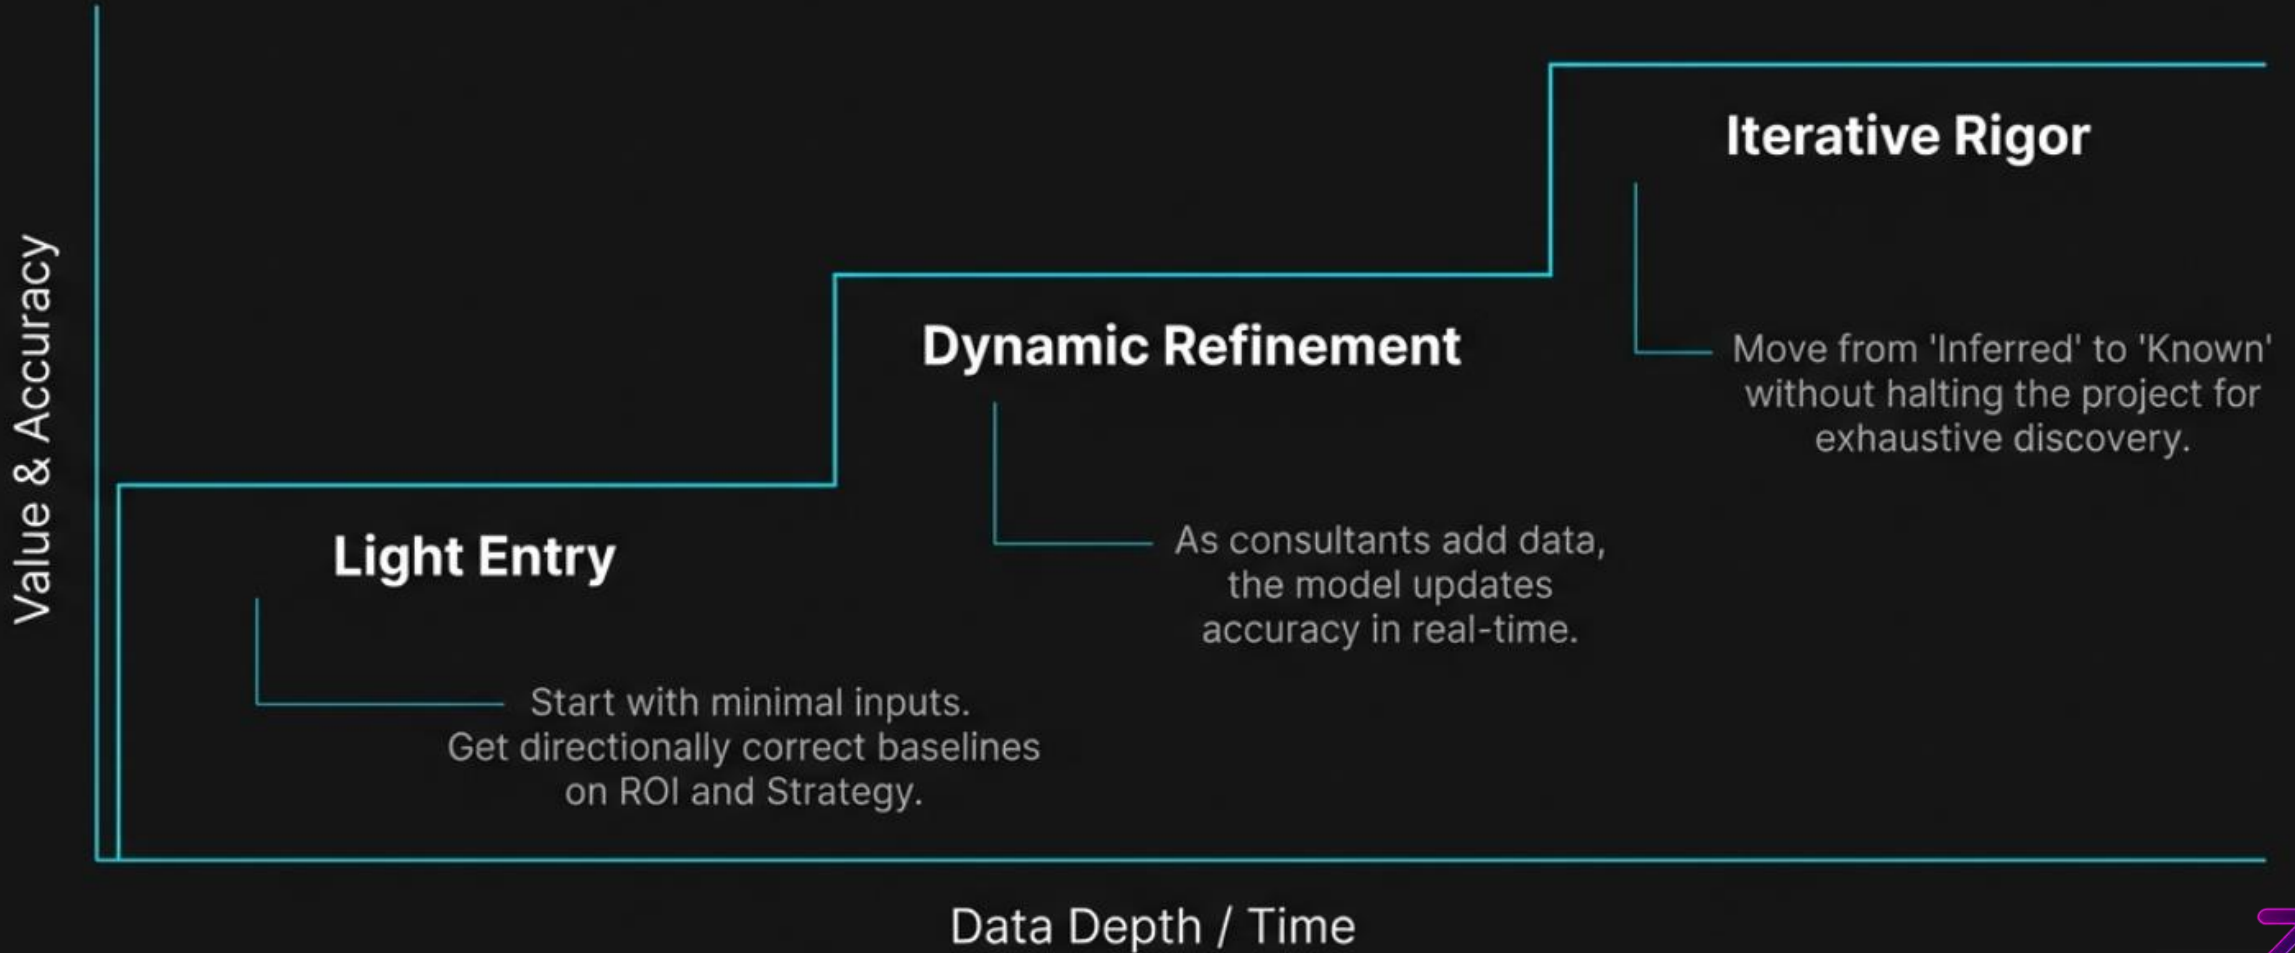 Value & Accuracy
Iterative Rigor
Move from 'Inferred' to 'Known'
without halting the project for
exhaustive discovery.
Dynamic Refinement
As consultants add data,
the model updates
accuracy in real-time.
Light Entry
Start with minimal inputs.
Get directionally correct baselines
on ROI and Strategy.
Data Depth / Time